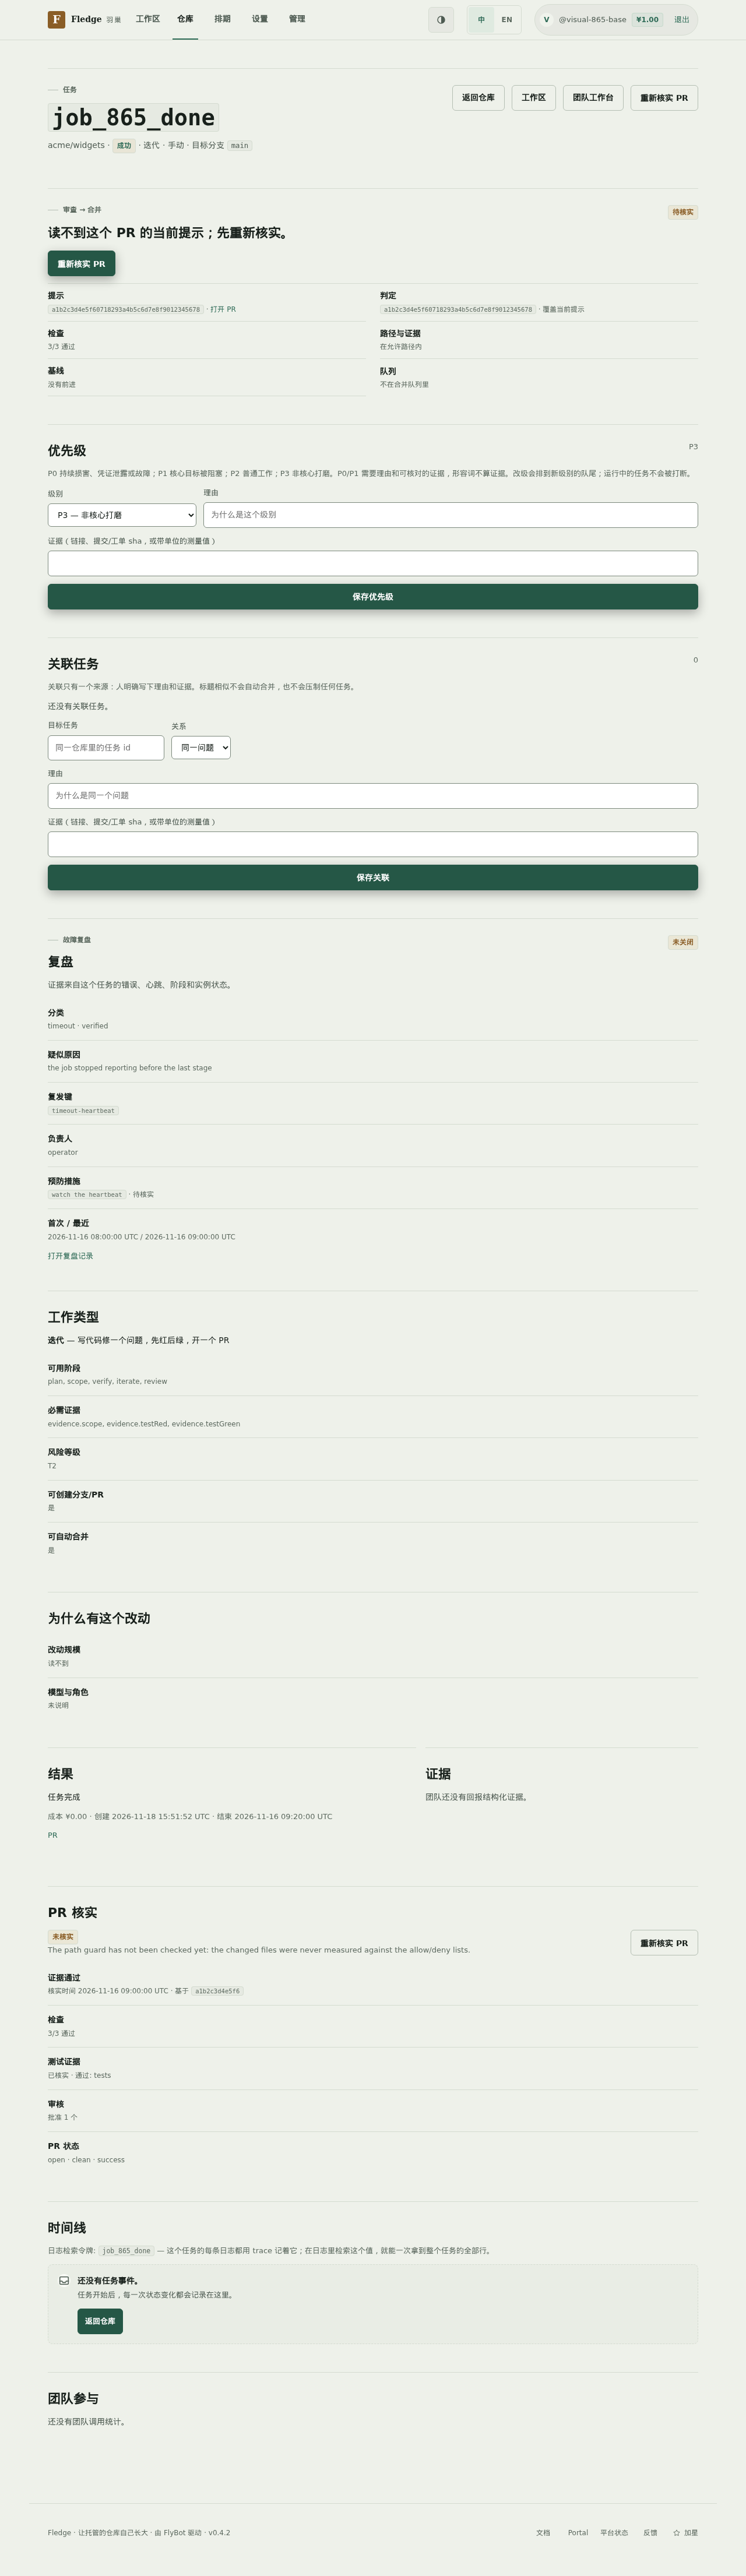 F Fledge 羽巢 工作区 仓库 排期 设置 管理 中 EN V @visual-865-base ¥1.00 退出
任务
job_865_done
返回仓库 工作区 团队工作台 重新核实 PR
acme/widgets · 成功 · 迭代 · 手动 · 目标分支 main
审查 → 合并
待核实
读不到这个 PR 的当前提示；先重新核实。
重新核实 PR
提示
a1b2c3d4e5f60718293a4b5c6d7e8f9012345678 · 打开 PR
判定
a1b2c3d4e5f60718293a4b5c6d7e8f9012345678 · 覆盖当前提示
检查
3/3 通过
路径与证据
在允许路径内
基线
没有前进
队列
不在合并队列里
优先级
P3
P0 持续损害、凭证泄露或故障；P1 核心目标被阻塞；P2 普通工作；P3 非核心打磨。P0/P1 需要理由和可核对的证据，形容词不算证据。改级会排到新级别的队尾；运行中的任务不会被打断。
级别
P3 — 非核心打磨
理由
为什么是这个级别
证据（链接、提交/工单 sha，或带单位的测量值）
保存优先级
关联任务
0
关联只有一个来源：人明确写下理由和证据。标题相似不会自动合并，也不会压制任何任务。
还没有关联任务。
目标任务
同一仓库里的任务 id
关系
同一问题
理由
为什么是同一个问题
证据（链接、提交/工单 sha，或带单位的测量值）
保存关联
故障复盘
未关闭
复盘
证据来自这个任务的错误、心跳、阶段和实例状态。
分类
timeout · verified
疑似原因
the job stopped reporting before the last stage
复发键
timeout-heartbeat
负责人
operator
预防措施
watch the heartbeat · 待核实
首次 / 最近
2026-11-16 08:00:00 UTC / 2026-11-16 09:00:00 UTC
打开复盘记录
工作类型
迭代 — 写代码修一个问题，先红后绿，开一个 PR
可用阶段
plan, scope, verify, iterate, review
必需证据
evidence.scope, evidence.testRed, evidence.testGreen
风险等级
T2
可创建分支/PR
是
可自动合并
是
为什么有这个改动
改动规模
读不到
模型与角色
未说明
结果
任务完成
成本 ¥0.00 · 创建 2026-11-18 15:51:52 UTC · 结束 2026-11-16 09:20:00 UTC
PR
证据
团队还没有回报结构化证据。
PR 核实
未核实
The path guard has not been checked yet: the changed files were never measured against the allow/deny lists.
重新核实 PR
证据通过
核实时间 2026-11-16 09:00:00 UTC · 基于 a1b2c3d4e5f6
检查
3/3 通过
测试证据
已核实 · 通过: tests
审核
批准 1 个
PR 状态
open · clean · success
时间线
日志检索令牌: job_865_done — 这个任务的每条日志都用 trace 记着它；在日志里检索这个值，就能一次拿到整个任务的全部行。
还没有任务事件。
任务开始后，每一次状态变化都会记录在这里。
返回仓库
团队参与
还没有团队调用统计。
Fledge · 让托管的仓库自己长大 · 由 FlyBot 驱动 · v0.4.2
文档 Portal 平台状态 反馈 加星